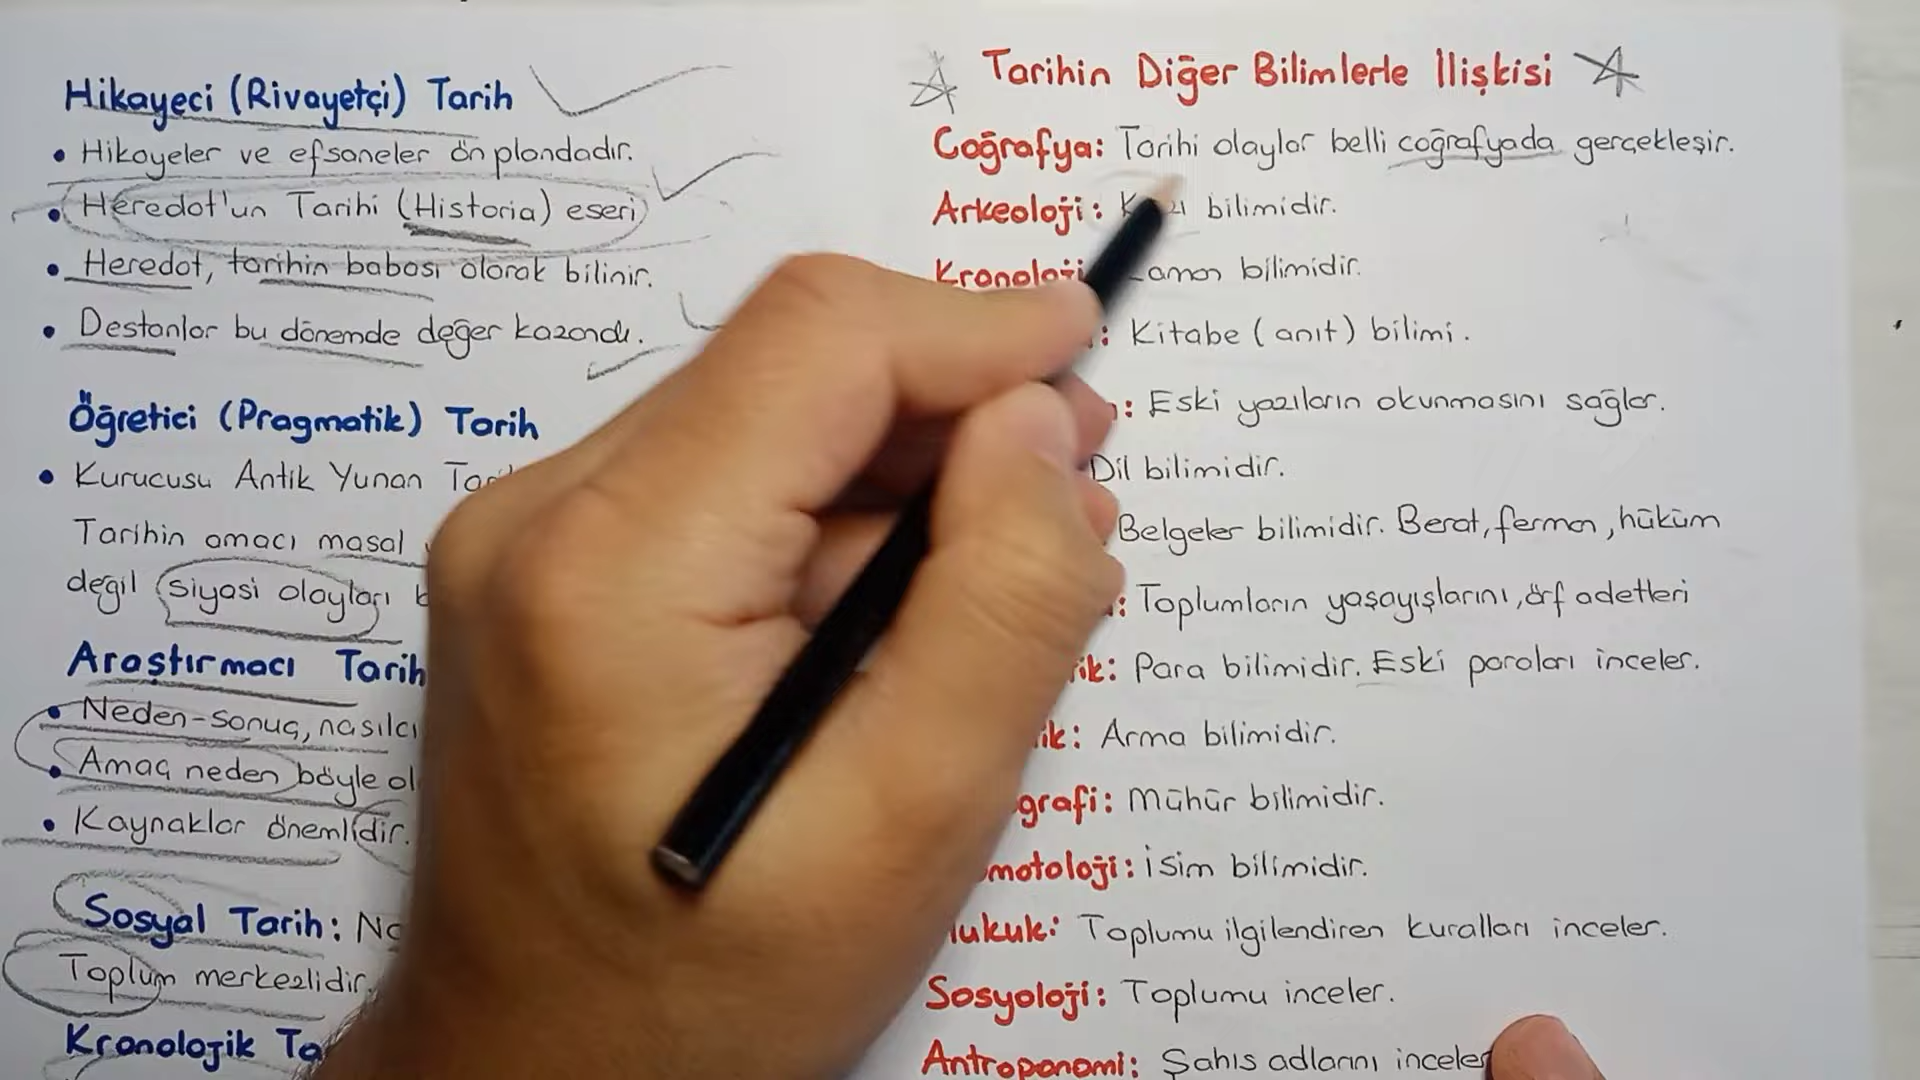 Hikayeci (Rivayetçi) Tarih
• Hikayeler ve efsaneler ön plandadır.
• Heredot'un Tarihi (Historia) eseri
• Heredot, tarihin babası olarak bilinir.
• Destanlar bu dönemde değer kazandı.
Öğretici (Pragmatik) Tarih
• Kurucusu Antik Yunan
Tarihin amacı masal
değil siyasi olayları
Araştırmacı Tarih
• Neden-sonuç,
• Amaç neden böyle
• Kaynaklar önemlidir.
Sosyal Tarih:
Toplum merkezlidir.
Kronolojik
Tarihin Diğer Bilimlerle İlişkisi
Coğrafya: Tarihi olaylar belli coğrafyada gerçekleşir.
Arkeoloji: bilimidir.
Kronoloji bilimidir.
: Kitabe (anıt) bilimi.
: Eski yazıların okunmasını sağlar.
Dil bilimidir.
Belgeler bilimidir. Berat, ferman, hüküm
: Toplumların yaşayışlarını, örf adetleri
Para bilimidir. Eski paraları inceler.
Arma bilimidir.
Mühür bilimidir.
İsim bilimidir.
Toplumu ilgilendiren kuralları inceler.
Sosyoloji: Toplumu inceler.
Antroponomi: Şahıs adlarını inceler